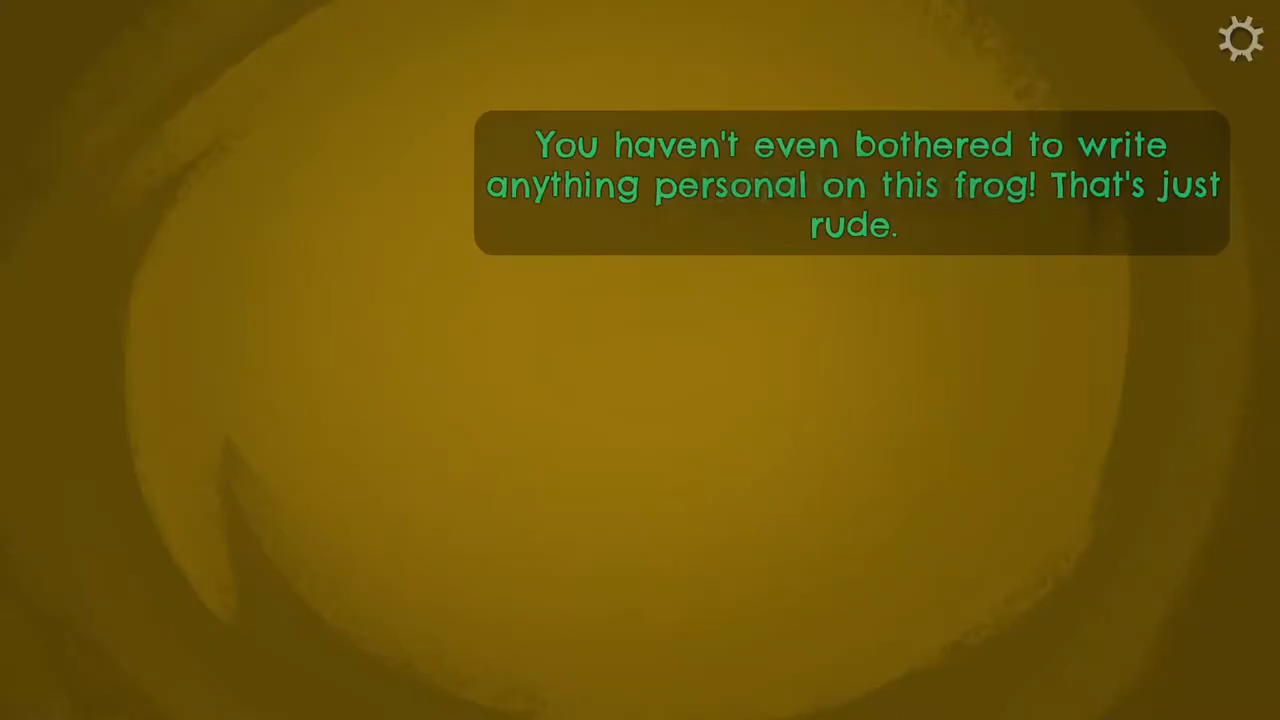 You haven't even bothered to write
anything personal on this frog! That's just
rude.